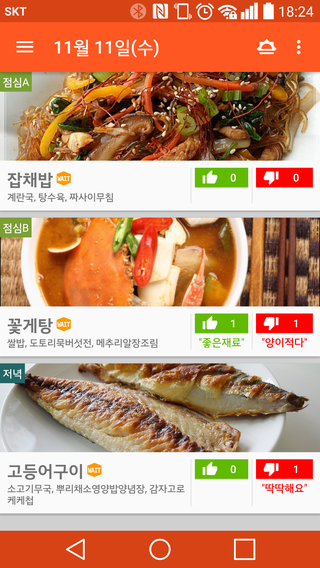 SKT 18:24
11월 11일(수)
점심A
잡채밥 WAIT
계란국, 탕수육, 짜사이무침
0 0
점심B
꽃게탕 WAIT
쌀밥, 도토리묵버섯전, 메추리알장조림
1 1
"좋은재료" "양이적다"
저녁
고등어구이 WAIT
소고기무국, 뿌리채소영양밥양념장, 감자고로
케케첩
0 1
"딱딱해요"